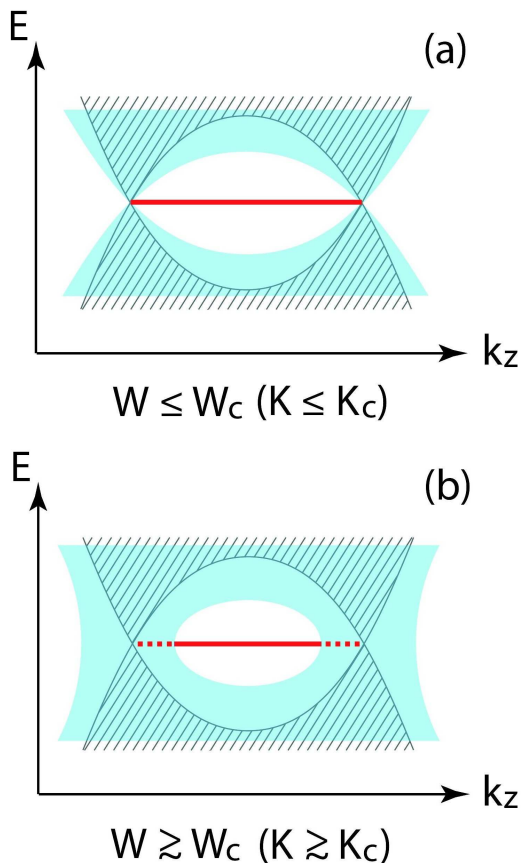 E
(a)
kz
W ≤ Wc (K ≤ Kc)
E
(b)
kz
W ≳ Wc (K ≳ Kc)